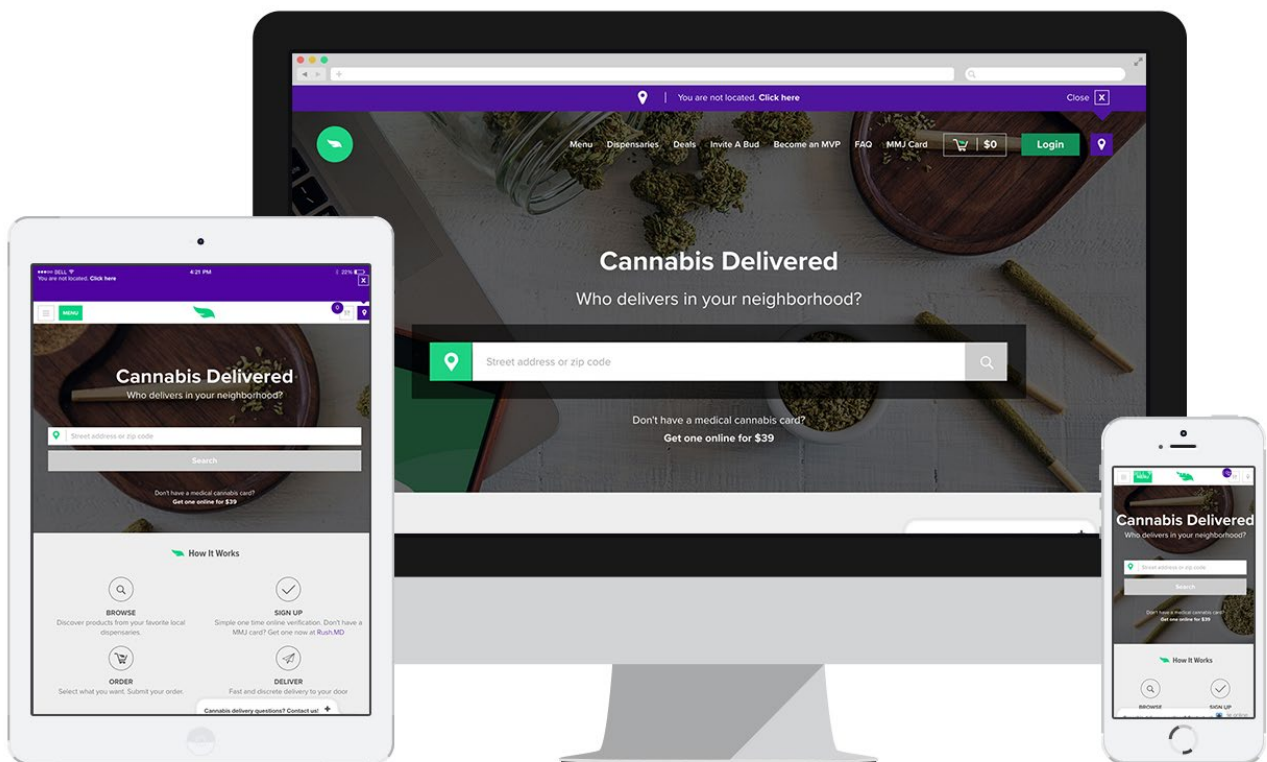 You are not located. Click here
Close X
Menu Dispensaries Deals Invite A Bud Become an MVP FAQ MMJ Card $0 Login
Cannabis Delivered
Who delivers in your neighborhood?
Street address or zip code
Don't have a medical cannabis card?
Get one online for $39
BELL 4:21 PM 22%
You are not located. Click here X
MENU 0
Cannabis Delivered
Who delivers in your neighborhood?
Street address or zip code
Search
Don't have a medical cannabis card?
Get one online for $39
How It Works
BROWSE
Discover products from your favorite local
dispensaries.
SIGN UP
Simple one time online verification. Don't have a
MMJ card? Get one now at Rush.MD
ORDER
Select what you want. Submit your order.
DELIVER
Fast and discrete delivery to your door
Cannabis delivery questions? Contact us! +
MENU
Cannabis Delivered
Who delivers in your neighborhood?
Street address or zip code
Search
Don't have a medical cannabis card?
Get one online for $39
How It Works
BROWSE
SIGN UP